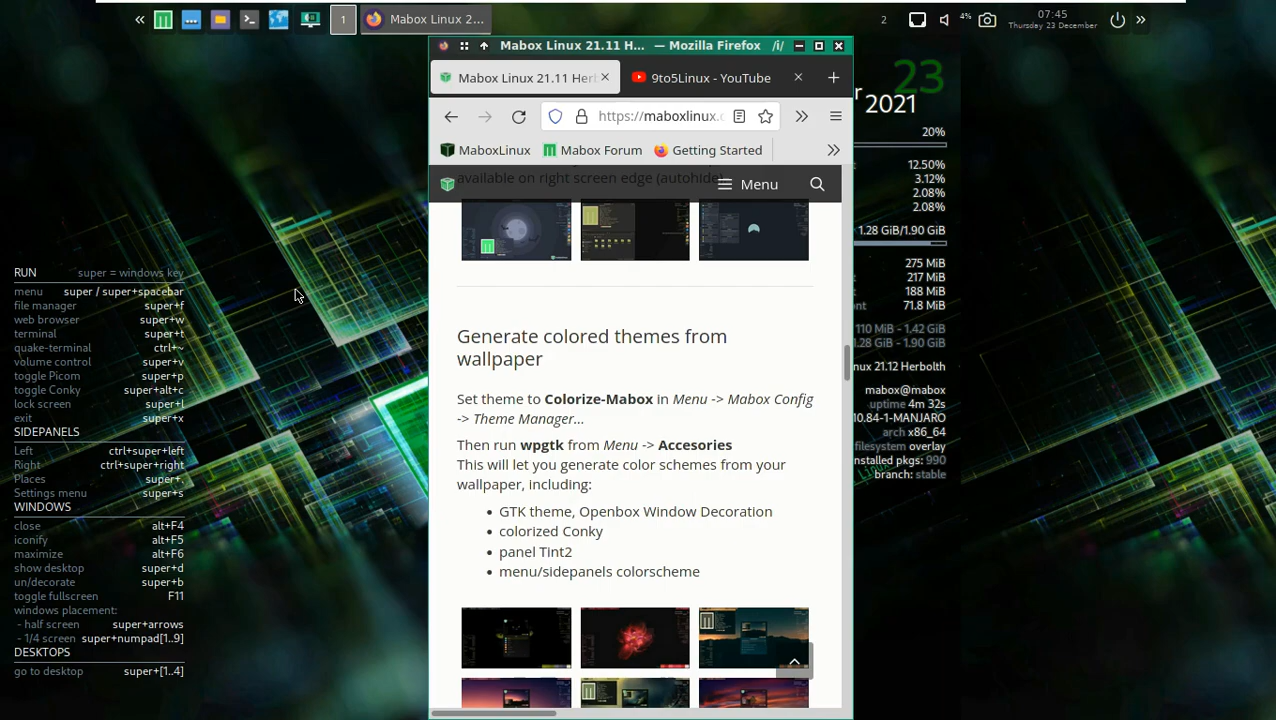 «
1
Mabox Linux 2...
2
4%
07:45
Thursday 23 December
»
Mabox Linux 21.11 H... — Mozilla Firefox
/i/
Mabox Linux 21.11 Her
9to5Linux - YouTube
https://maboxlinux.o
MaboxLinux
Mabox Forum
Getting Started
available on right screen edge (autohide)
Menu
Generate colored themes from
wallpaper
Set theme to Colorize-Mabox in Menu -> Mabox Config
-> Theme Manager...
Then run wpgtk from Menu -> Accesories
This will let you generate color schemes from your
wallpaper, including:
• GTK theme, Openbox Window Decoration
• colorized Conky
• panel Tint2
• menu/sidepanels colorscheme
RUN super = windows key
menu super / super+spacebar
file manager super+f
web browser super+w
terminal super+t
quake-terminal ctrl+~
volume control super+v
toggle Picom super+p
toggle Conky super+alt+c
lock screen super+l
exit super+x
SIDEPANELS
Left ctrl+super+left
Right ctrl+super+right
Places super+.
Settings menu super+s
WINDOWS
close alt+F4
iconify alt+F5
maximize alt+F6
show desktop super+d
un/decorate super+b
toggle fullscreen F11
windows placement:
- half screen super+arrows
- 1/4 screen super+numpad[1..9]
DESKTOPS
go to desktop super+[1..4]
23
r
2021
20%
12.50%
3.12%
2.08%
2.08%
1.28 GiB/1.90 GiB
275 MiB
217 MiB
188 MiB
nt 71.8 MiB
110 MiB - 1.42 GiB
1.28 GiB - 1.90 GiB
inux 21.12 Herbolth
mabox@mabox
uptime 4m 32s
10.84-1-MANJARO
arch x86_64
filesystem overlay
nstalled pkgs: 990
branch: stable